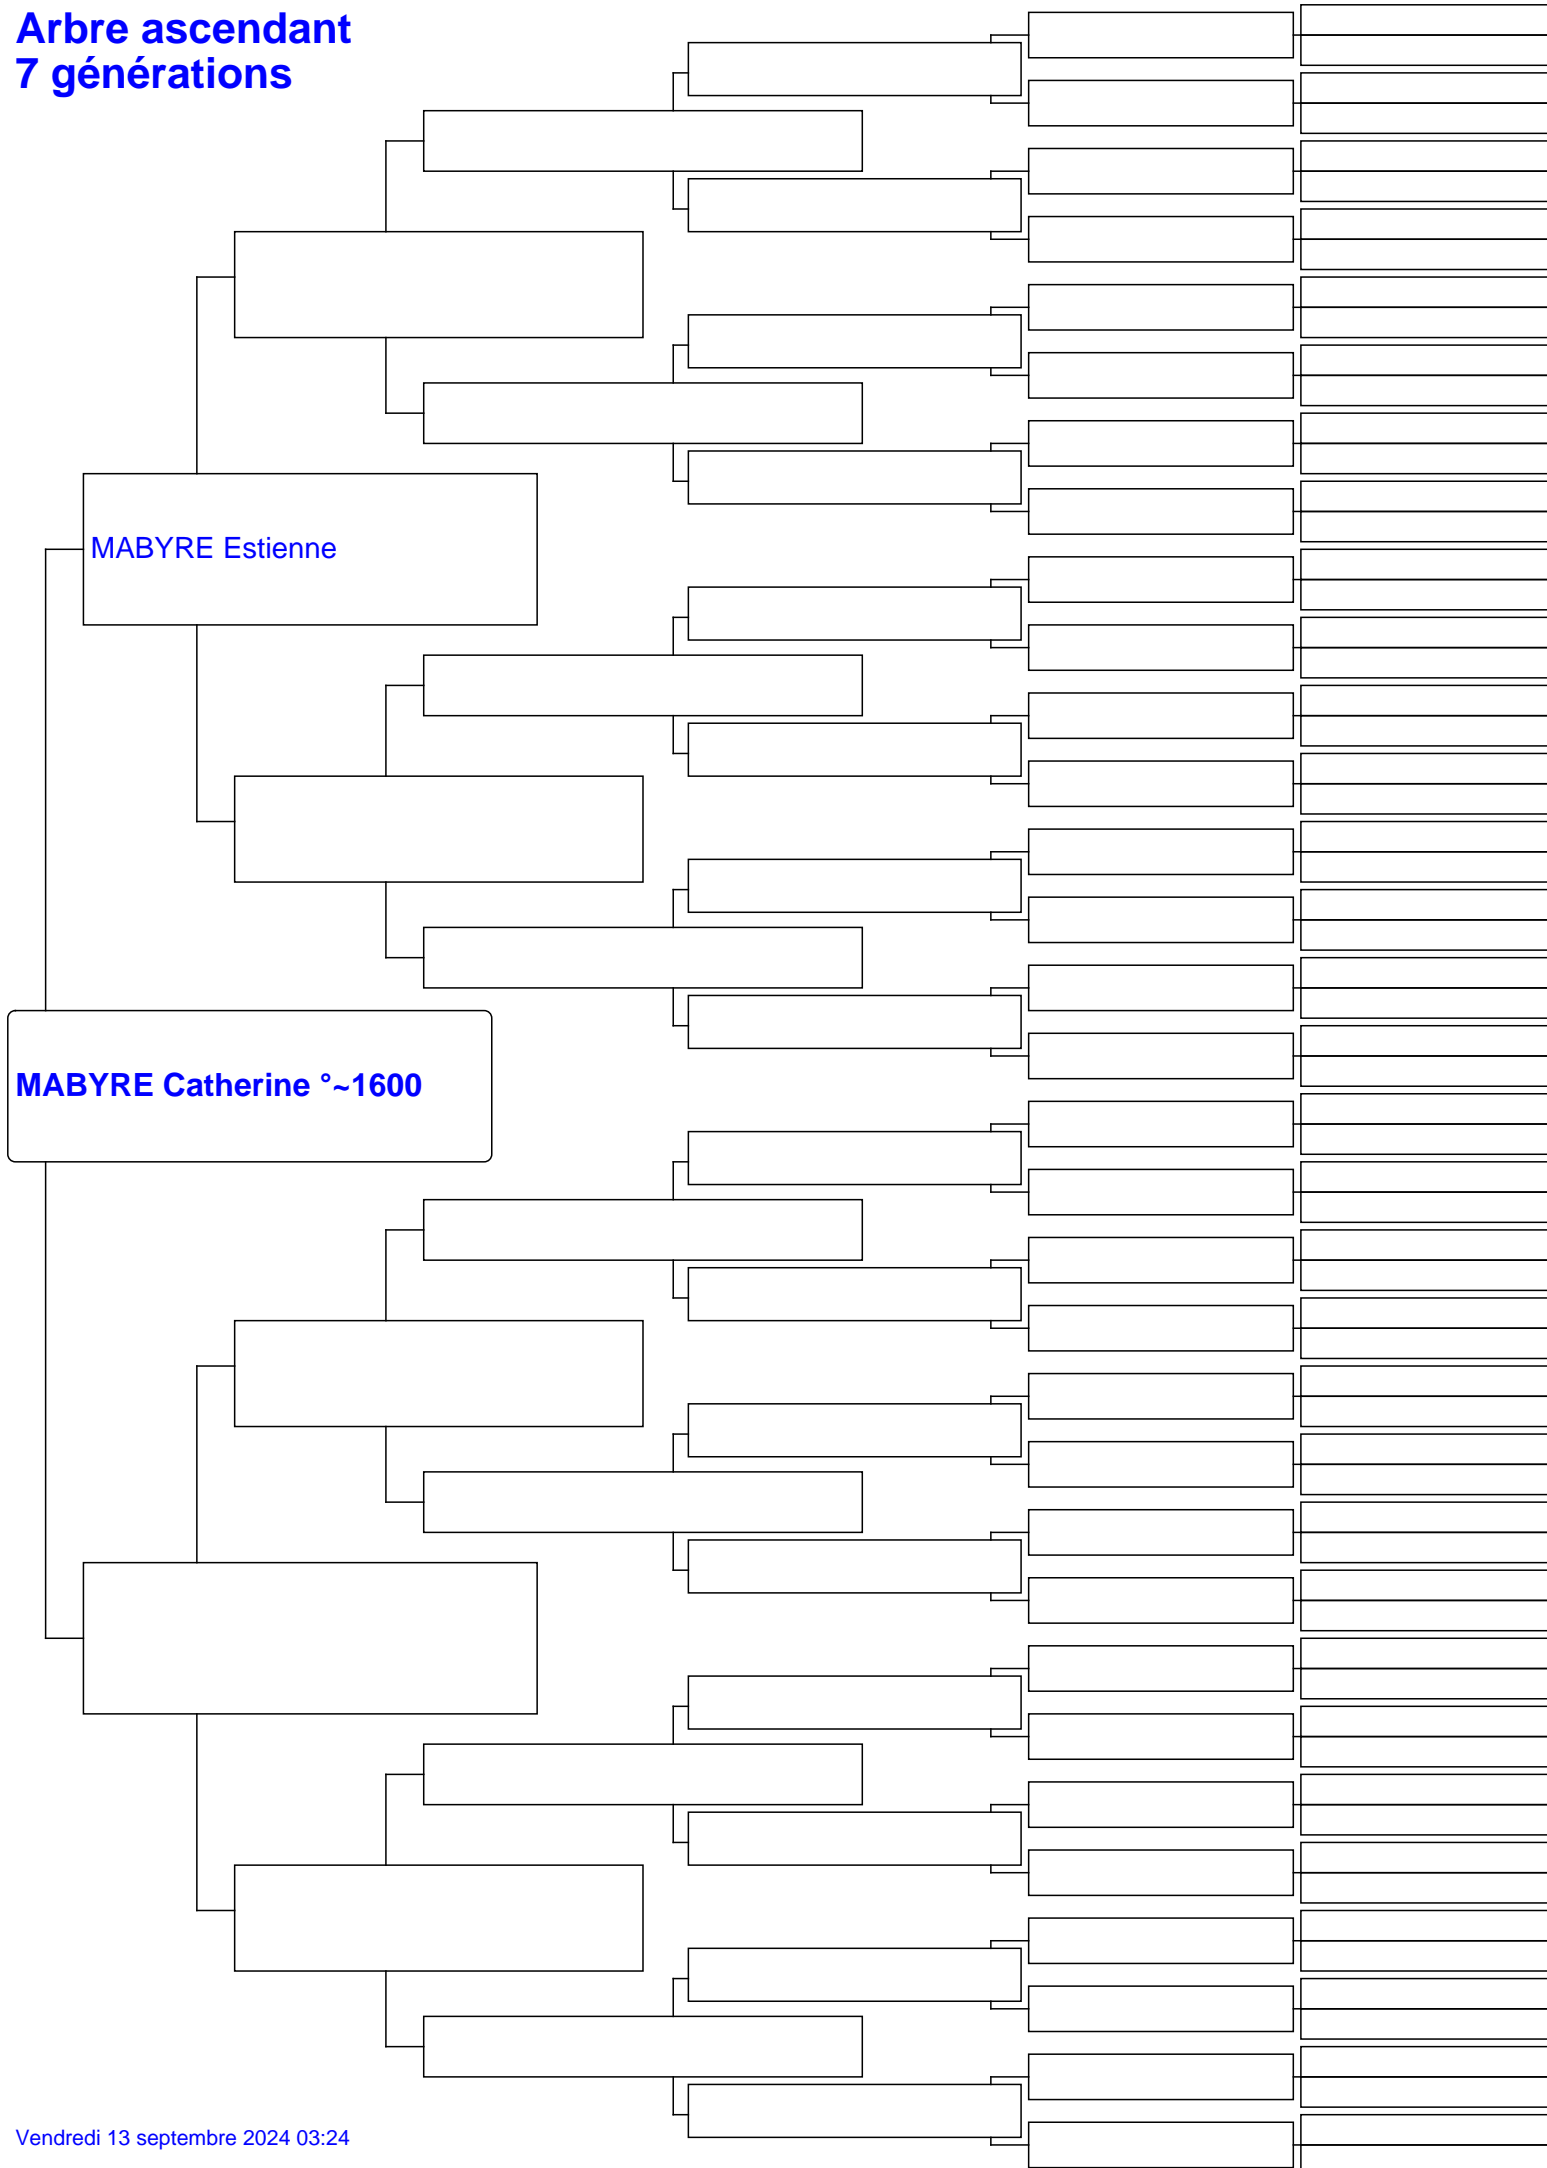 Arbre ascendant
7 générations
MABYRE Estienne
MABYRE Catherine °~1600
Vendredi 13 septembre 2024 03:24